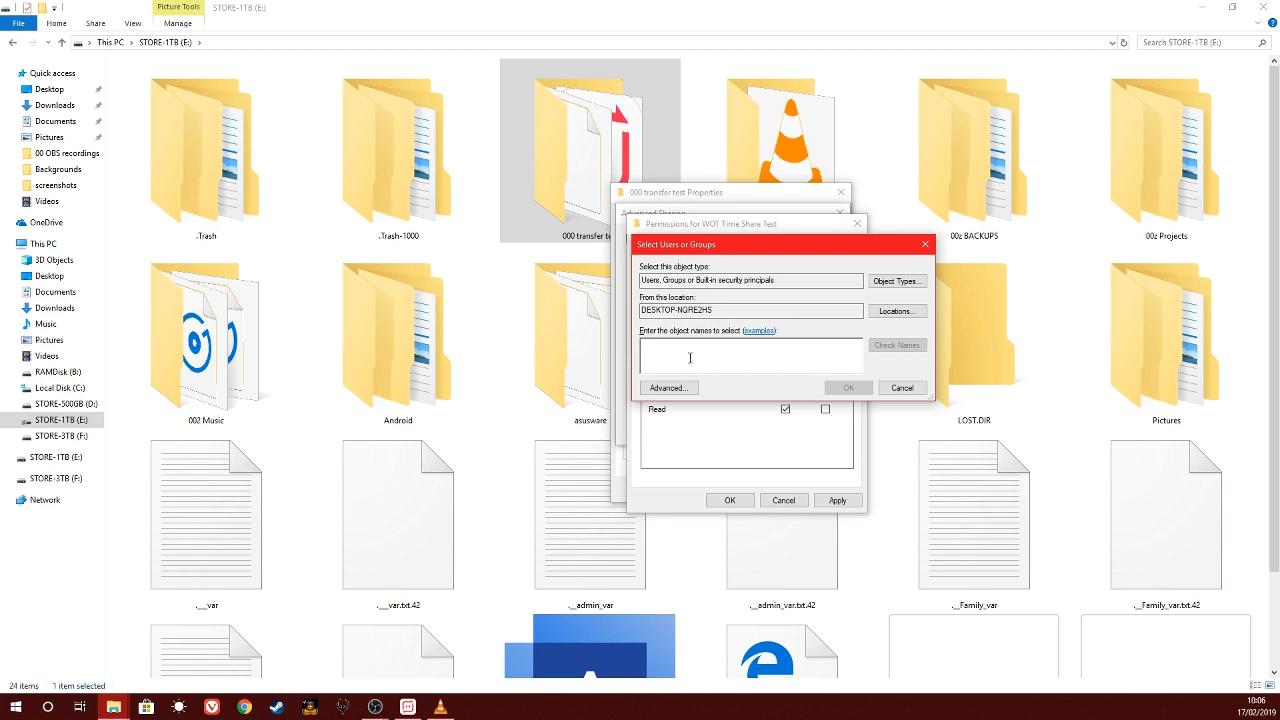 Picture Tools
STORE-1TB (E:)
File
Home
Share
View
Manage
This PC
STORE-1TB (E:)
Search STORE-1TB (E:)
Quick access
Desktop
Downloads
Documents
Pictures
00 OBS recordings
Backgrounds
screenshots
Videos
OneDrive
This PC
3D Objects
Desktop
Documents
Downloads
Music
Pictures
Videos
RAMDisk (B:)
Local Disk (C:)
STORE-500GB (D:)
STORE-1TB (E:)
STORE-3TB (F:)
STORE-1TB (E:)
STORE-3TB (F:)
Network
.Trash
.Trash-1000
000 transfer te
00z BACKUPS
00z Projects
002 Music
Android
asusware
LOST.DIR
Pictures
.__var
.__var.txt.42
.__admin_var
.__admin_var.txt.42
.__Family_var
.__Family_var.txt.42
000 transfer test Properties
Advanced Sharing
Permissions for WOT Time Share Test
Select Users or Groups
Select this object type:
Users, Groups or Built-in security principals
Object Types...
From this location:
DESKTOP-NGRE2HS
Locations...
Enter the object names to select (examples):
Check Names
Advanced...
OK
Cancel
Read
OK
Cancel
Apply
24 items
1 item selected
10:06
17/02/2019